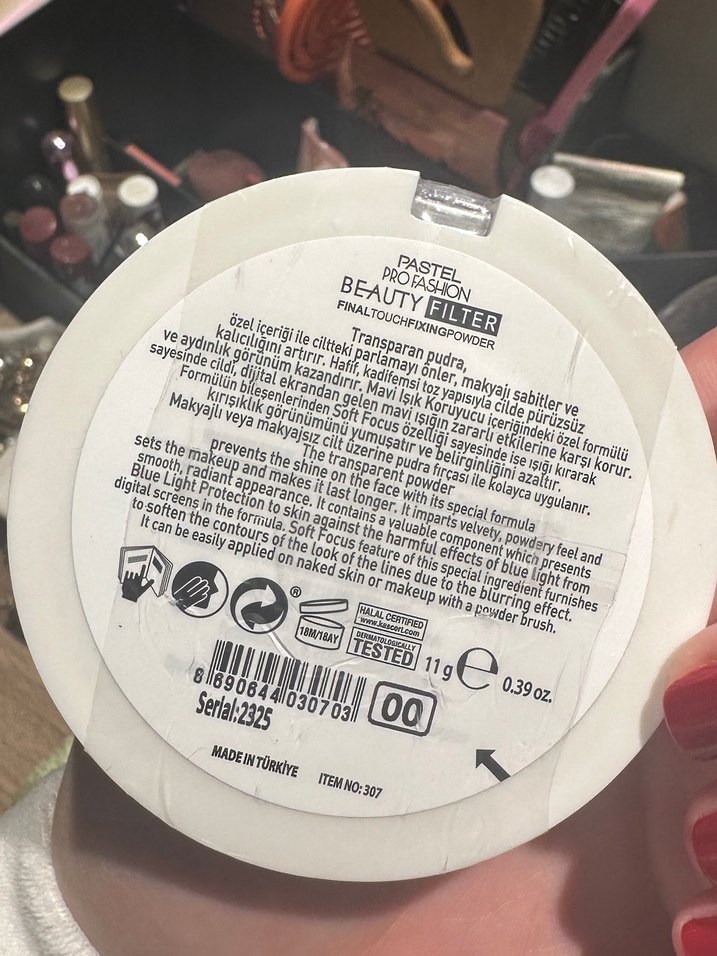 PASTEL
PRO FASHION
BEAUTY FILTER
FINALTOUCHFIXINGPOWDER
Transparan pudra,
özel içeriği ile ciltteki parlamayı önler, makyajı sabitler ve
kalıcılığını artırır. Hafif, kadifemsi toz yapısıyla cilde pürüzsüz
ve aydınlık görünüm kazandırır. Mavi Işık Koruyucu içeriğindeki özel formülü
sayesinde cildi, dijital ekrandan gelen mavi ışığın zararlı etkilerine karşı korur.
Formülün bileşenlerinden Soft Focus özelliği sayesinde ise ışığı kırarak
kırışıklık görünümünü yumuşatır ve belirginliğini azaltır.
Makyajlı veya makyajsız cilt üzerine pudra fırçası ile kolayca uygulanır.
The transparent powder
prevents the shine on the face with its special formula
sets the makeup and makes it last longer. It imparts velvety, powdery feel and
smooth, radiant appearance. It contains a valuable component which presents
Blue Light Protection to skin against the harmful effects of blue light from
digital screens in the formula. Soft Focus feature of this special ingredient furnishes
to soften the contours of the look of the lines due to the blurring effect.
It can be easily applied on naked skin or makeup with a powder brush.
®
18M/18AY
HALAL CERTIFIED
www.kascert.com
DERMATOLOGICALLY
TESTED
11 g e 0.39 oz.
8 690644 030703
00
Serial:2325
MADE IN TÜRKİYE
ITEM NO: 307